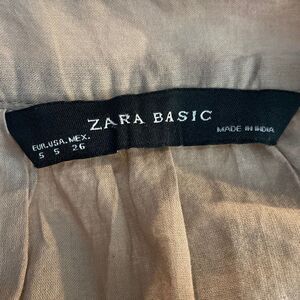 ZARA BASIC
EUR.USA.MEX.
S S 26
MADE IN INDIA